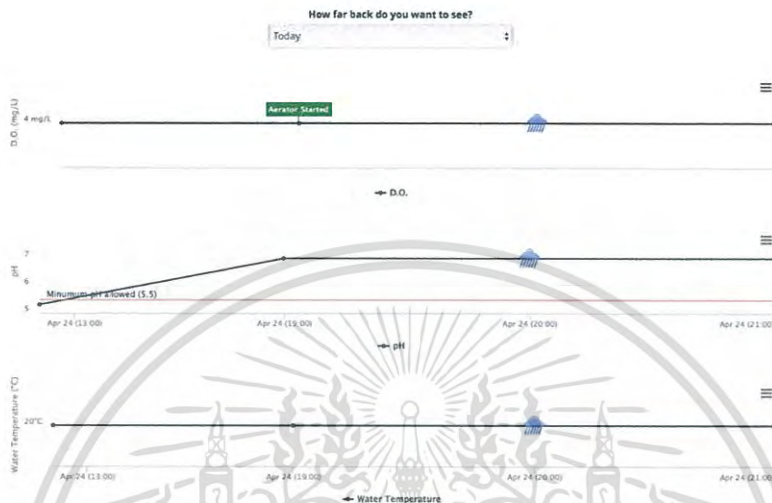 How far back do you want to see?
Today
D.O. (mg/L)
4 mg/L
Aerator Started
D.O.
pH
7
6
Minumum pH allowed (5.5)
5
Apr 24 (13:00) Apr 24 (19:00) Apr 24 (20:00) Apr 24 (21:00
pH
Water Temperature (°C)
20°C
Apr 24 (13:00) Apr 24 (19:00) Apr 24 (20:00) Apr 24 (21:00
Water Temperature